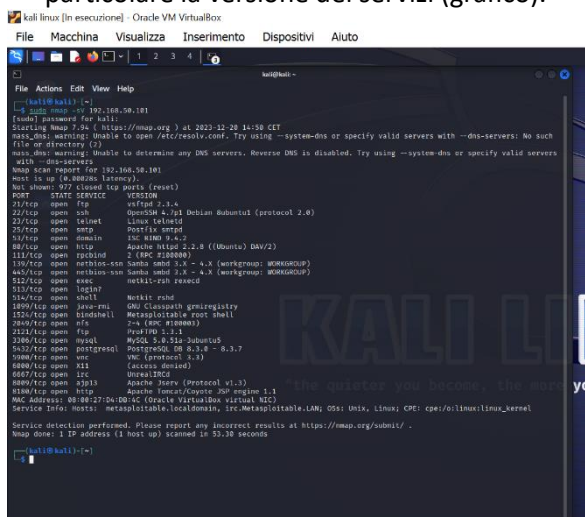 particolare la versione dei servizi (grafico).
kali linux [In esecuzione] - Oracle VM VirtualBox
File Macchina Visualizza Inserimento Dispositivi Aiuto
1 2 3 4
kali@kali: ~
File Actions Edit View Help
(kali㉿kali)-[~]
$ sudo nmap -sV 192.168.50.101
[sudo] password for kali:
Starting Nmap 7.94 ( https://nmap.org ) at 2023-12-20 14:50 CET
mass_dns: warning: Unable to open /etc/resolv.conf. Try using --system-dns or specify valid servers with --dns-servers: No such
file or directory (2)
mass_dns: warning: Unable to determine any DNS servers. Reverse DNS is disabled. Try using --system-dns or specify valid servers
with --dns-servers
Nmap scan report for 192.168.50.101
Host is up (0.00028s latency).
Not shown: 977 closed tcp ports (reset)
PORT STATE SERVICE VERSION
21/tcp open ftp vsftpd 2.3.4
22/tcp open ssh OpenSSH 4.7p1 Debian 8ubuntu1 (protocol 2.0)
23/tcp open telnet Linux telnetd
25/tcp open smtp Postfix smtpd
53/tcp open domain ISC BIND 9.4.2
80/tcp open http Apache httpd 2.2.8 ((Ubuntu) DAV/2)
111/tcp open rpcbind 2 (RPC #100000)
139/tcp open netbios-ssn Samba smbd 3.X - 4.X (workgroup: WORKGROUP)
445/tcp open netbios-ssn Samba smbd 3.X - 4.X (workgroup: WORKGROUP)
512/tcp open exec netkit-rsh rexecd
513/tcp open login?
514/tcp open shell Netkit rshd
1099/tcp open java-rmi GNU Classpath grmiregistry
1524/tcp open bindshell Metasploitable root shell
2049/tcp open nfs 2-4 (RPC #100003)
2121/tcp open ftp ProFTPD 1.3.1
3306/tcp open mysql MySQL 5.0.51a-3ubuntu5
5432/tcp open postgresql PostgreSQL DB 8.3.0 - 8.3.7
5900/tcp open vnc VNC (protocol 3.3)
6000/tcp open X11 (access denied)
6667/tcp open irc UnrealIRCd
8009/tcp open ajp13 Apache Jserv (Protocol v1.3)
8180/tcp open http Apache Tomcat/Coyote JSP engine 1.1
MAC Address: 08:00:27:D4:DB:4C (Oracle VirtualBox virtual NIC)
Service Info: Hosts: metasploitable.localdomain, irc.Metasploitable.LAN; OSs: Unix, Linux; CPE: cpe:/o:linux:linux_kernel
Service detection performed. Please report any incorrect results at https://nmap.org/submit/ .
Nmap done: 1 IP address (1 host up) scanned in 53.30 seconds
(kali㉿kali)-[~]
$
KALI LI
"the quieter you become, the more yo